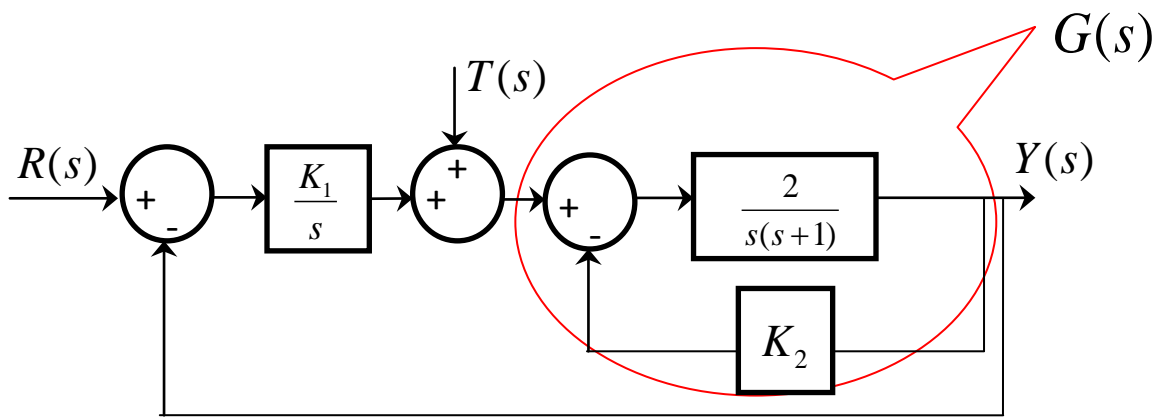 G(s)
T(s)
R(s)
Y(s)
+
-
K₁
s
+
+
+
-
2
s(s+1)
K₂